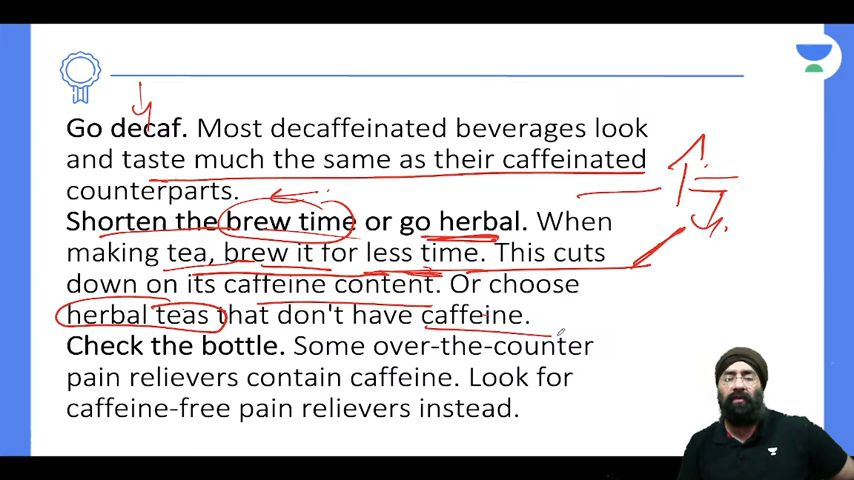 Go decaf. Most decaffeinated beverages look
and taste much the same as their caffeinated
counterparts.
Shorten the brew time or go herbal. When
making tea, brew it for less time. This cuts
down on its caffeine content. Or choose
herbal teas that don't have caffeine.
Check the bottle. Some over-the-counter
pain relievers contain caffeine. Look for
caffeine-free pain relievers instead.